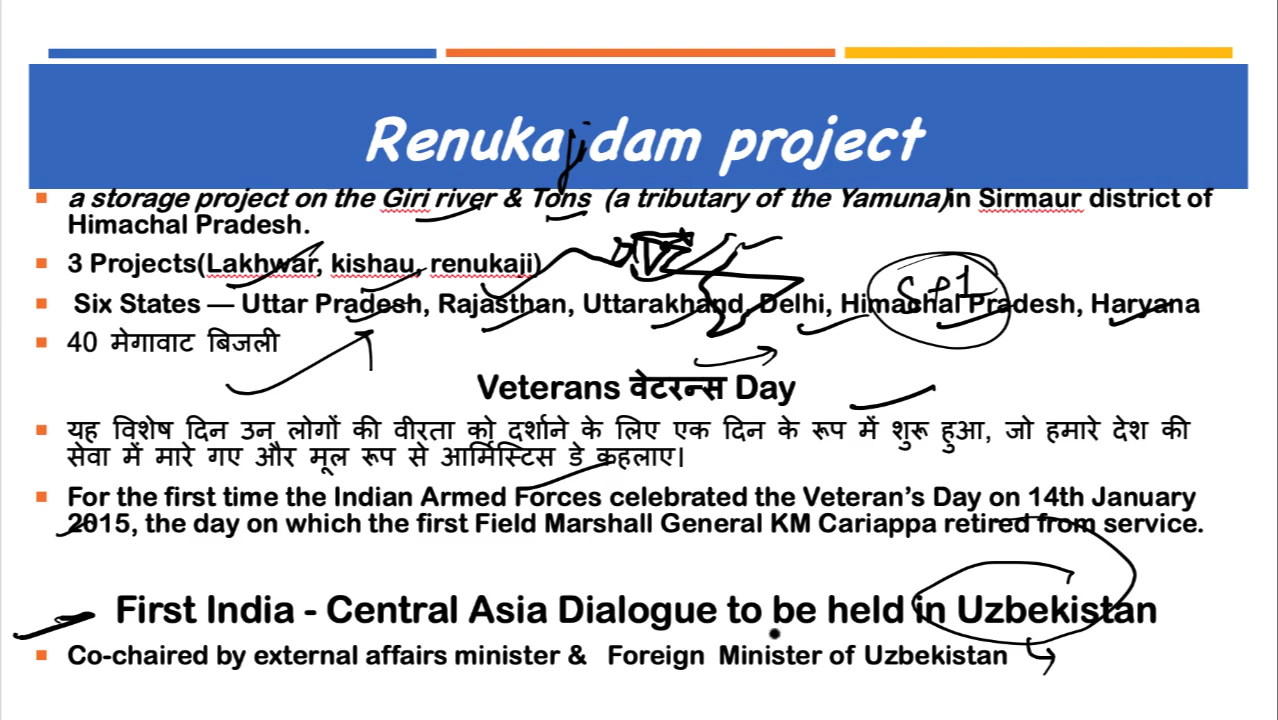 Renukaji dam project
a storage project on the Giri river & Tons (a tributary of the Yamuna)in Sirmaur district of
Himachal Pradesh.
3 Projects(Lakhwar, kishau, renukaji)
Six States — Uttar Pradesh, Rajasthan, Uttarakhand, Delhi, Himachal Pradesh, Haryana
40 मेगावाट बिजली
Veterans वेटरन्स Day
यह विशेष दिन उन लोगों की वीरता को दर्शाने के लिए एक दिन के रूप में शुरू हुआ, जो हमारे देश की
सेवा में मारे गए और मूल रूप से आर्मिस्टिस डे कहलाए।
For the first time the Indian Armed Forces celebrated the Veteran’s Day on 14th January
2015, the day on which the first Field Marshall General KM Cariappa retired from service.
First India - Central Asia Dialogue to be held in Uzbekistan
Co-chaired by external affairs minister & Foreign Minister of Uzbekistan